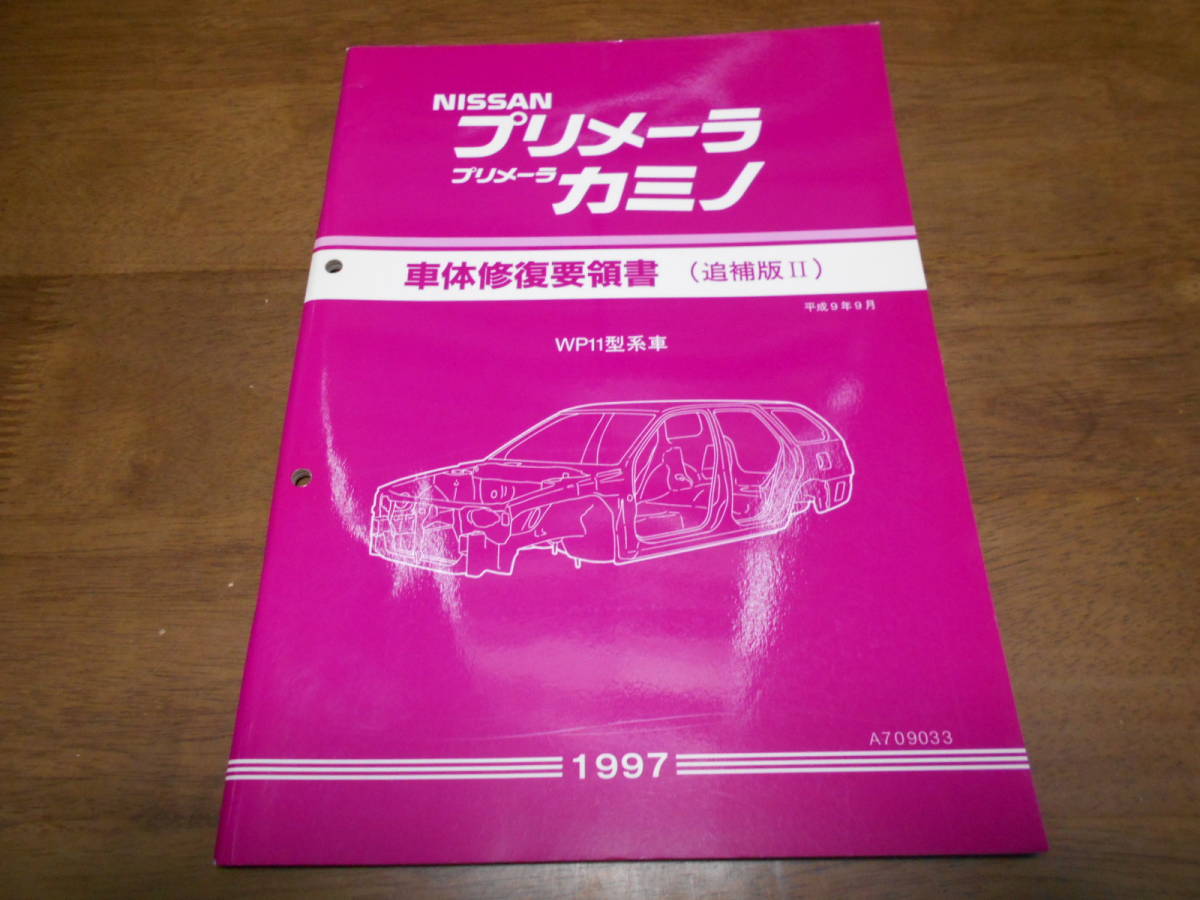 NISSAN
プリメーラ
プリメーラ カミノ
車体修復要領書 (追補版II)
平成9年9月
WP11型系車
A709033
1997